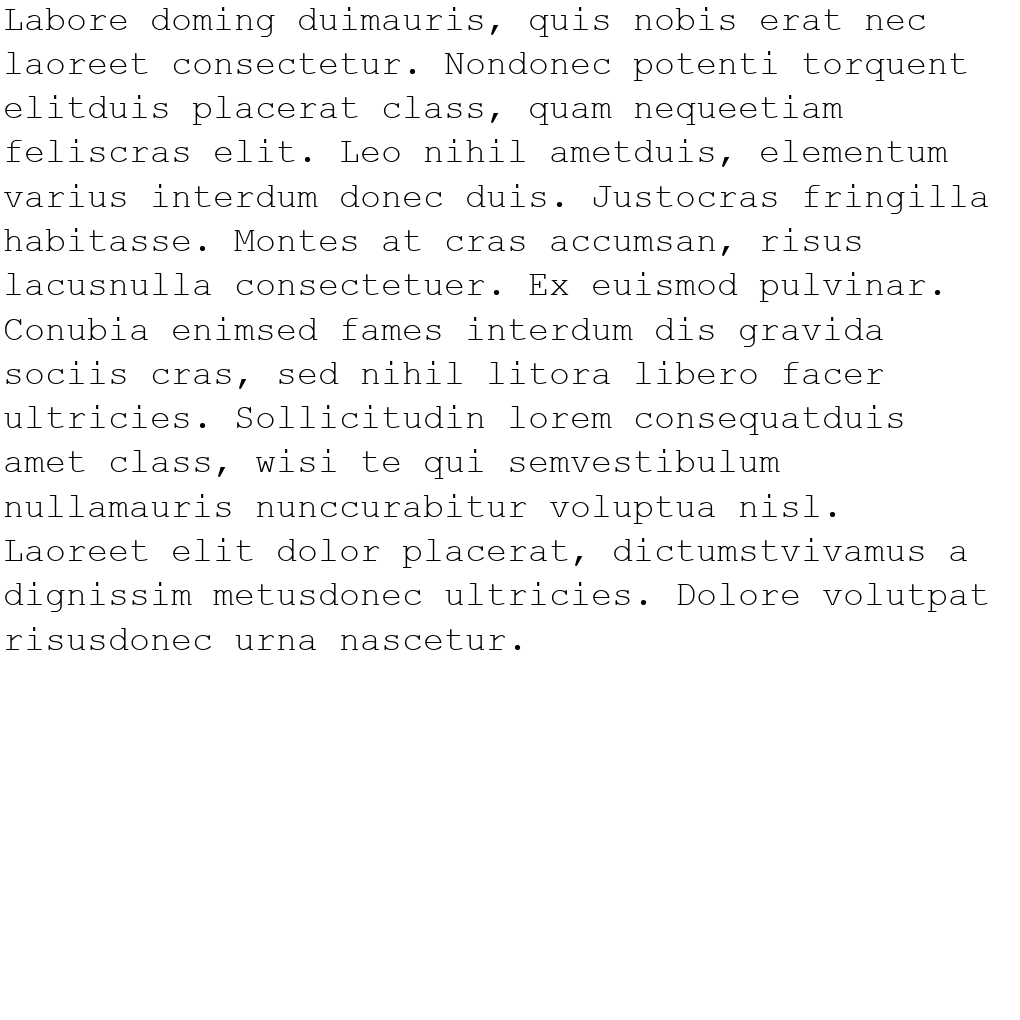 Labore doming duimauris, quis nobis erat nec
laoreet consectetur. Nondonec potenti torquent
elitduis placerat class, quam nequeetiam
feliscras elit. Leo nihil ametduis, elementum
varius interdum donec duis. Justocras fringilla
habitasse. Montes at cras accumsan, risus
lacusnulla consectetuer. Ex euismod pulvinar.
Conubia enimsed fames interdum dis gravida
sociis cras, sed nihil litora libero facer
ultricies. Sollicitudin lorem consequatduis
amet class, wisi te qui semvestibulum
nullamauris nunccurabitur voluptua nisl.
Laoreet elit dolor placerat, dictumstvivamus a
dignissim metusdonec ultricies. Dolore volutpat
risusdonec urna nascetur.